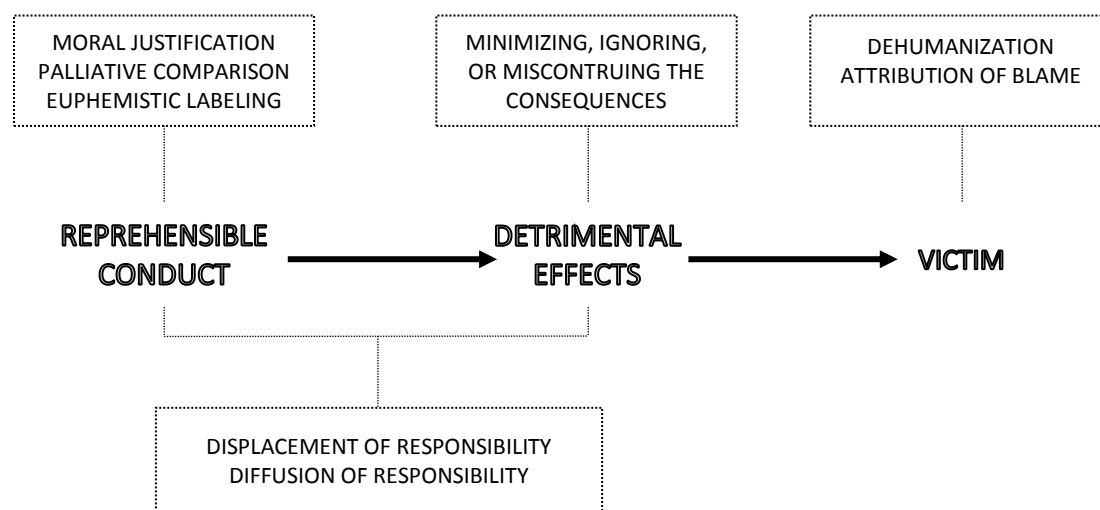 MORAL JUSTIFICATION
PALLIATIVE COMPARISON
EUPHEMISTIC LABELING
MINIMIZING, IGNORING,
OR MISCONTRUING THE
CONSEQUENCES
DEHUMANIZATION
ATTRIBUTION OF BLAME
REPREHENSIBLE
CONDUCT
DETRIMENTAL
EFFECTS
VICTIM
DISPLACEMENT OF RESPONSIBILITY
DIFFUSION OF RESPONSIBILITY